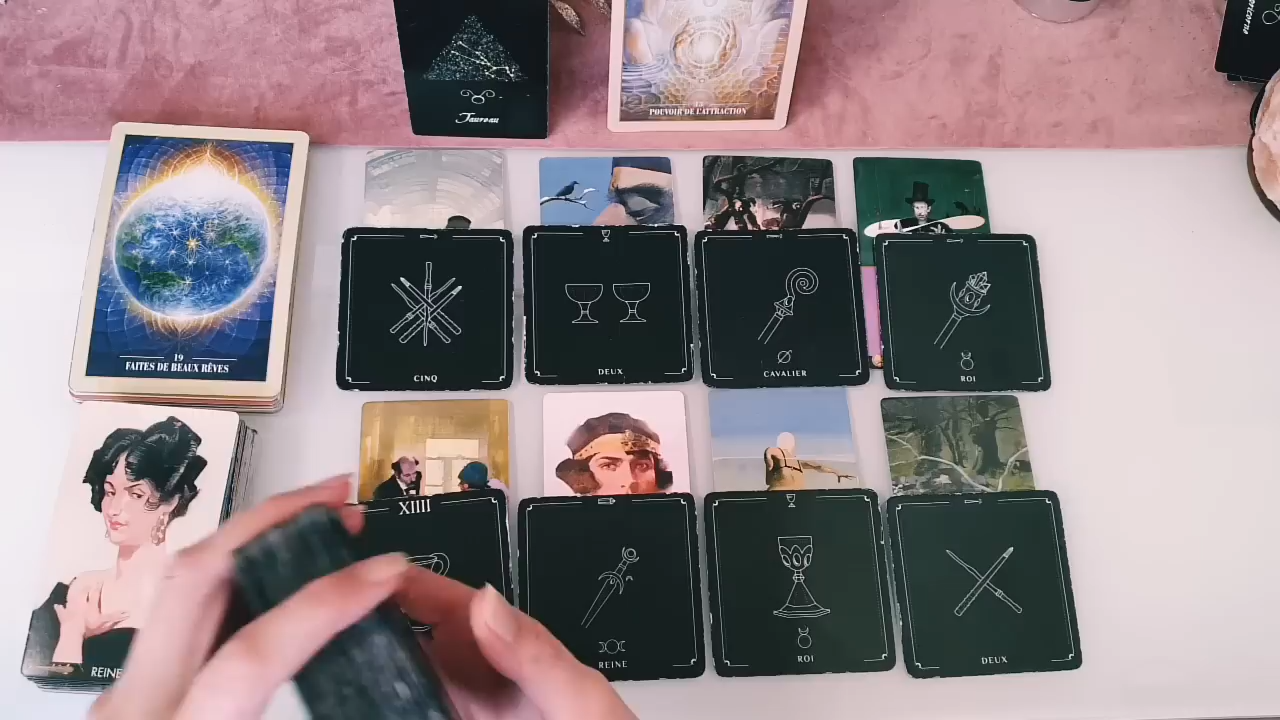 Taureau
POUVOIR DE L'ATTRACTION
19
FAITES DE BEAUX RÊVES
CINQ
DEUX
CAVALIER
ROI
XIIII
REINE
REINE
ROI
DEUX